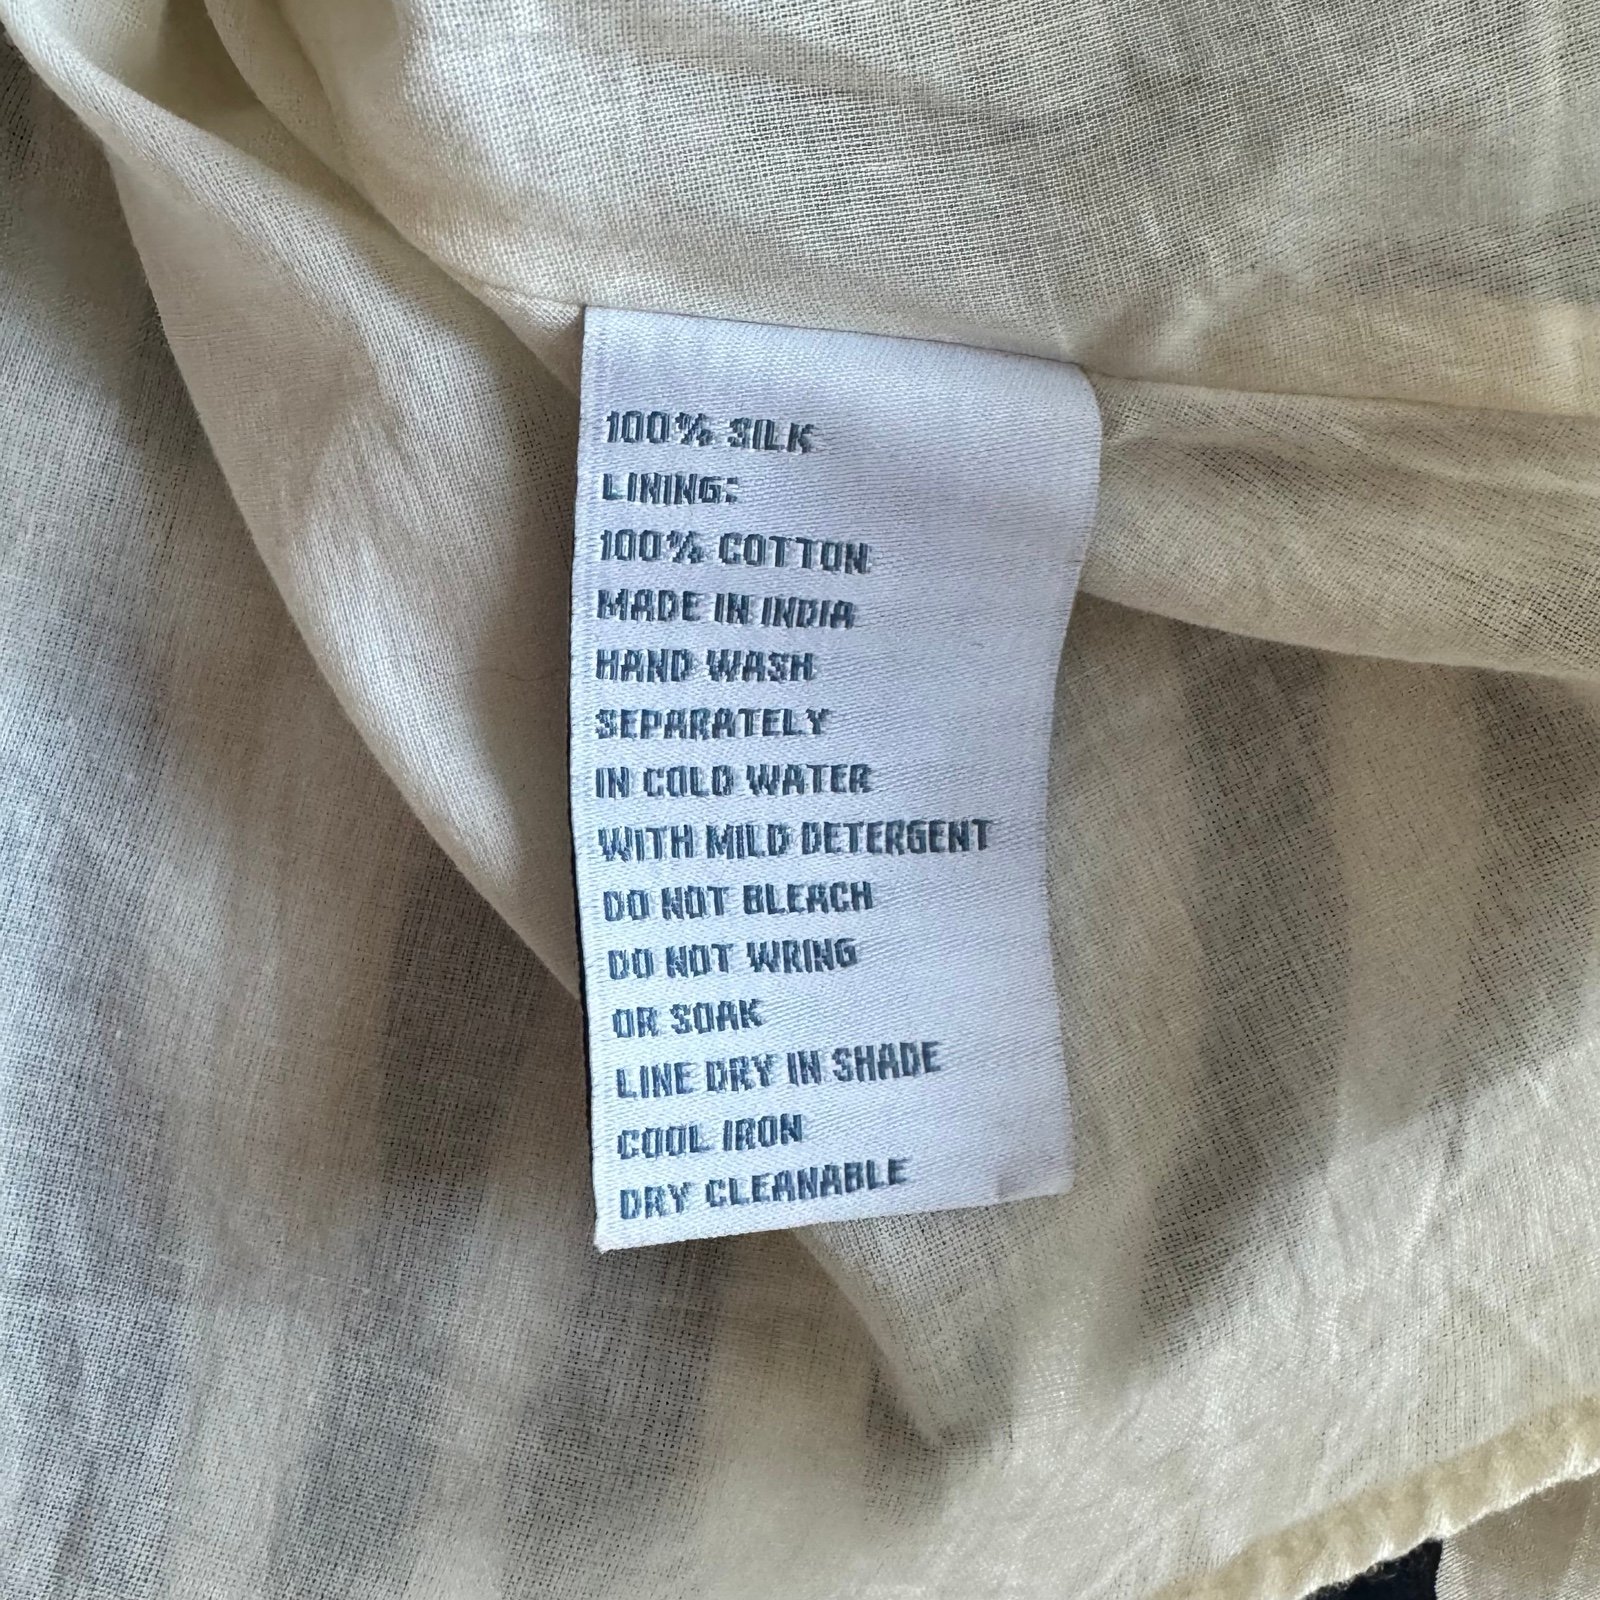 100% SILK
LINING:
100% COTTON
MADE IN INDIA
HAND WASH
SEPARATELY
IN COLD WATER
WITH MILD DETERGENT
DO NOT BLEACH
DO NOT WRING
OR SOAK
LINE DRY IN SHADE
COOL IRON
DRY CLEANABLE